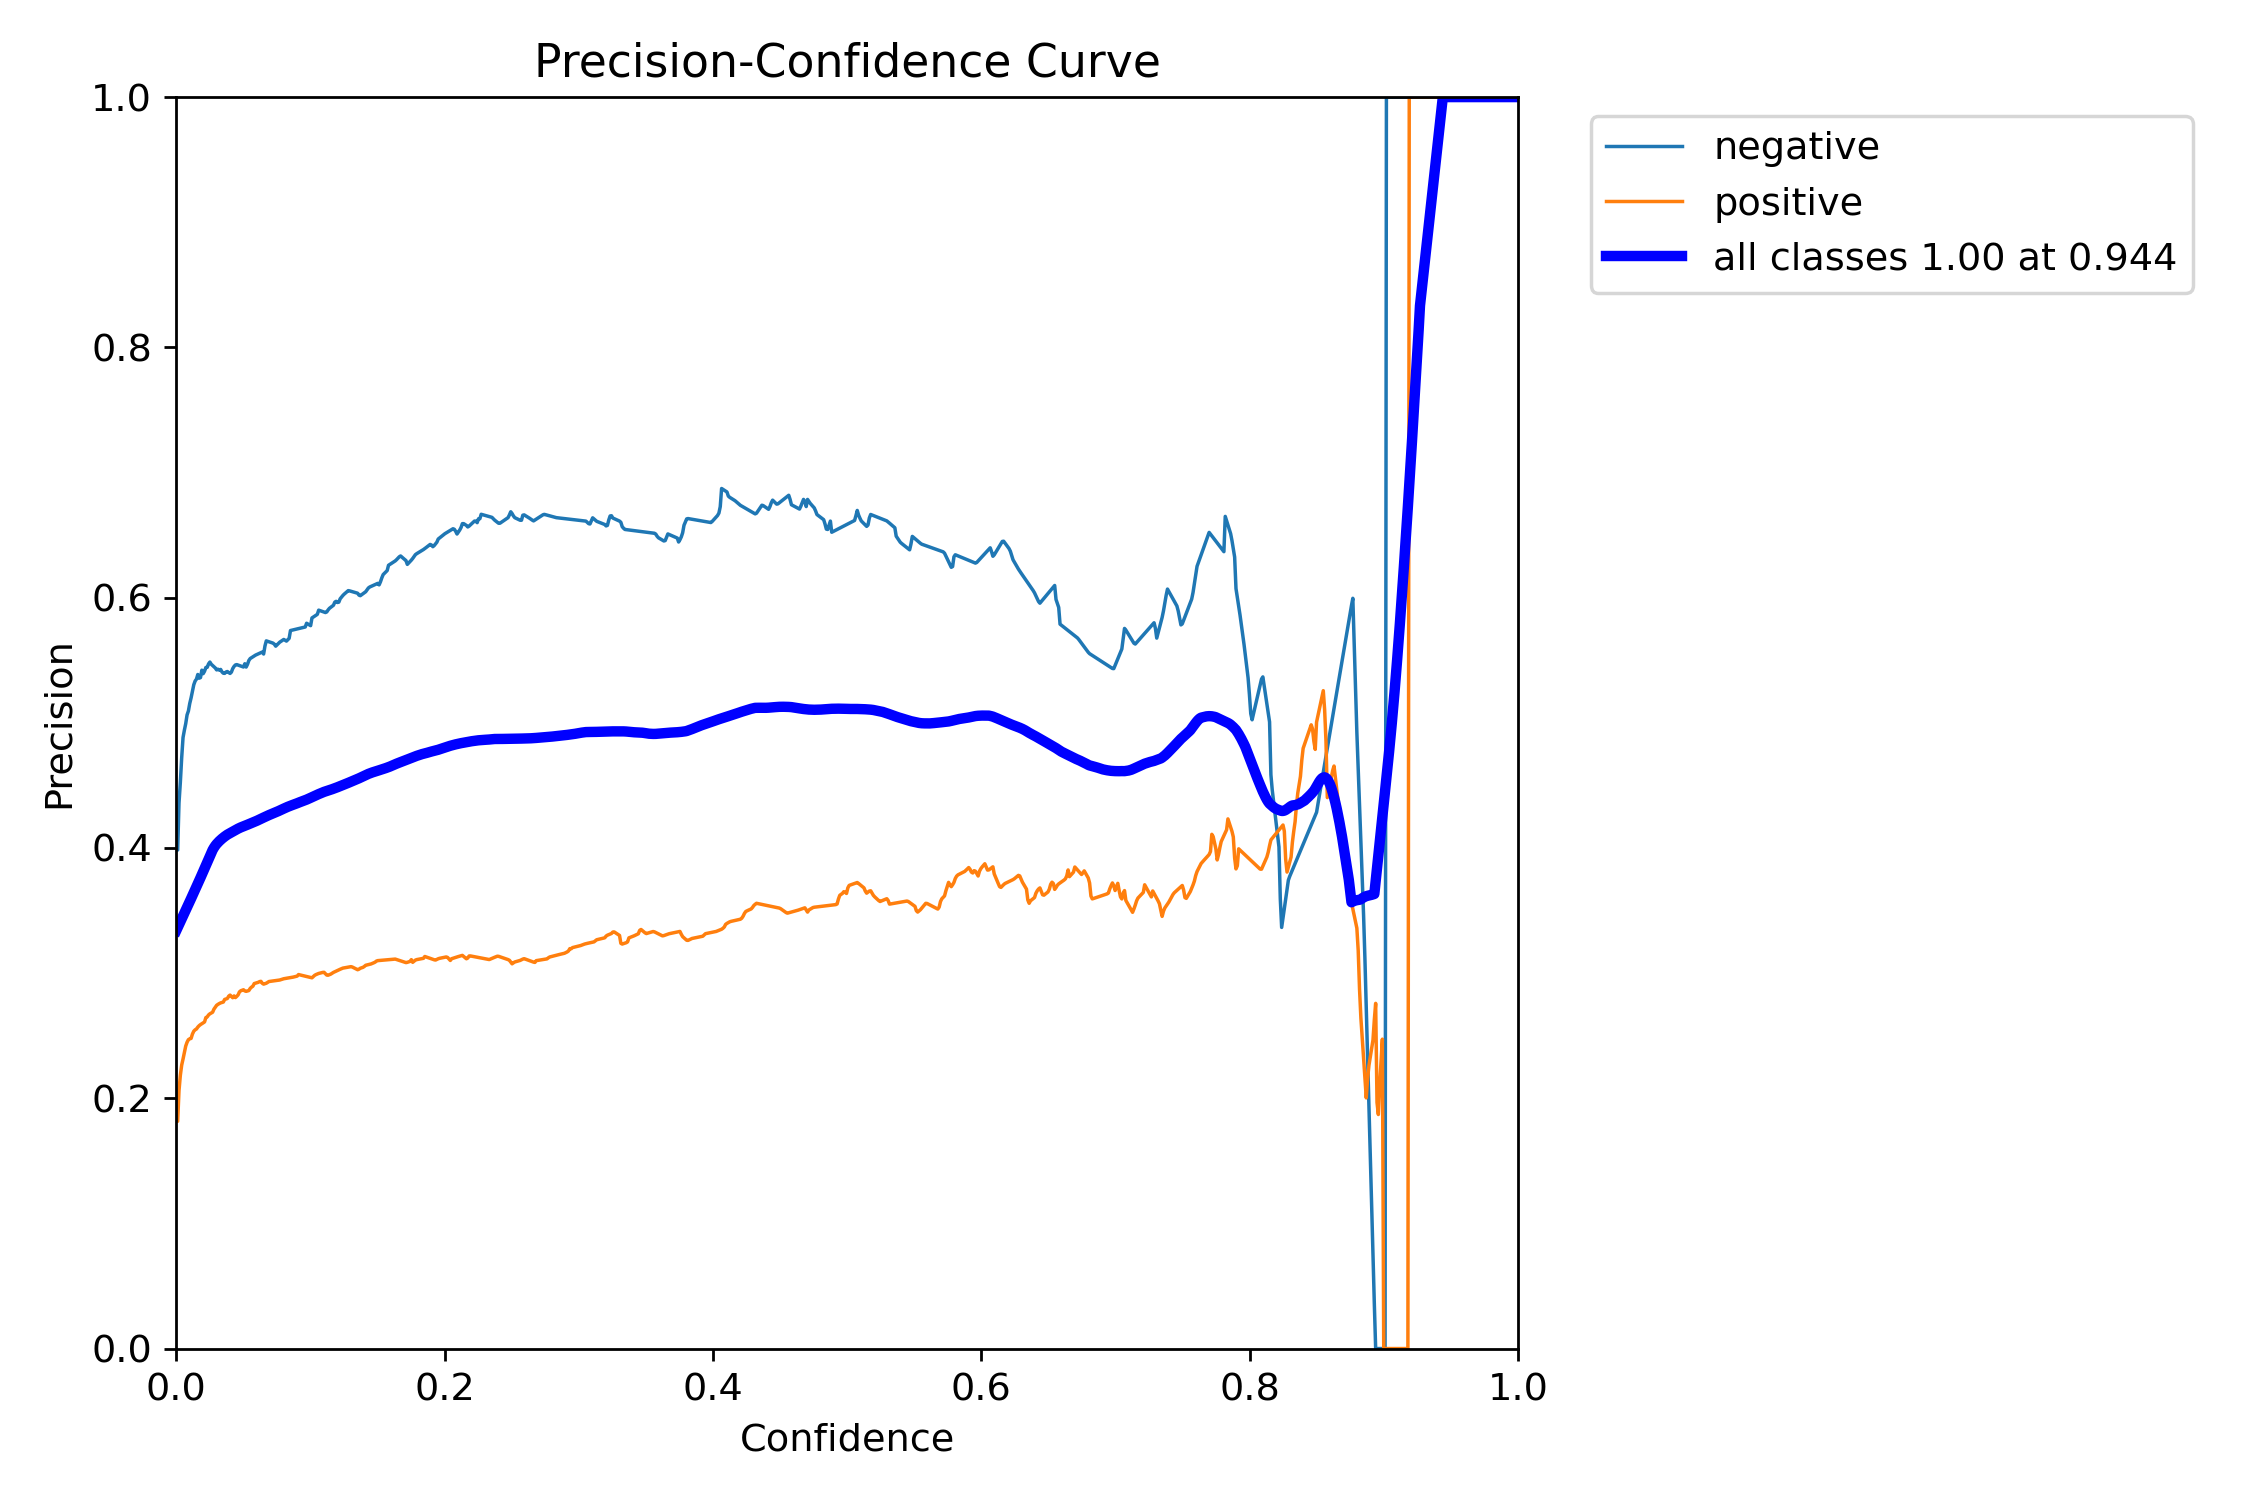 Precision-Confidence Curve
1.0
0.8
0.6
0.4
0.2
0.0
Precision
0.0 0.2 0.4 0.6 0.8 1.0
Confidence
negative
positive
all classes 1.00 at 0.944